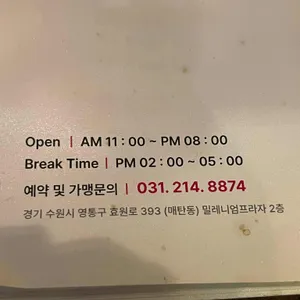 Open | AM 11 : 00 ~ PM 08 : 00
Break Time | PM 02 : 00 ~ 05 : 00
예약 및 가맹문의 | 031. 214. 8874
경기 수원시 영통구 효원로 393 (매탄동) 밀레니엄프라자 2층